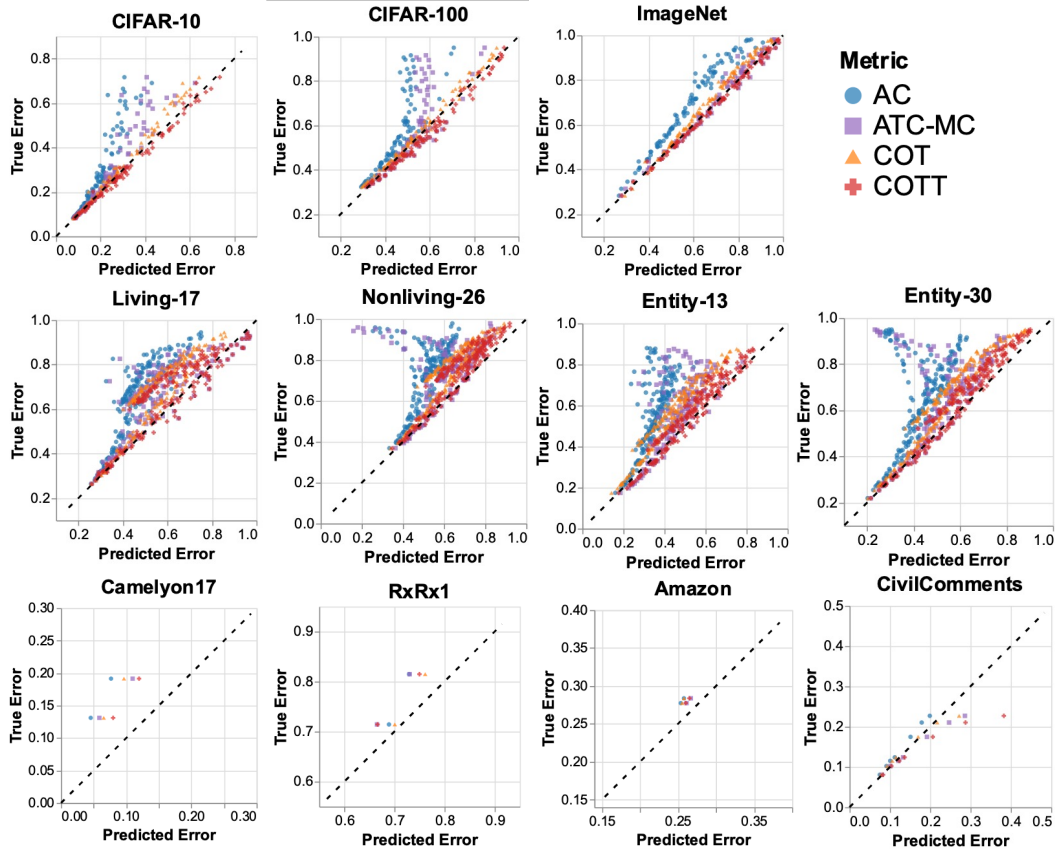 CIFAR-10
True Error
0.8
0.6
0.4
0.2
0.0
0.0 0.2 0.4 0.6 0.8
Predicted Error
CIFAR-100
True Error
1.0
0.8
0.6
0.4
0.2
0.2 0.4 0.6 0.8 1.0
Predicted Error
ImageNet
True Error
1.0
0.8
0.6
0.4
0.2
0.2 0.4 0.6 0.8 1.0
Predicted Error
Metric
AC
ATC-MC
COT
COTT
Living-17
True Error
1.0
0.8
0.6
0.4
0.2
0.2 0.4 0.6 0.8 1.0
Predicted Error
Nonliving-26
True Error
1.0
0.8
0.6
0.4
0.2
0.0
0.0 0.2 0.4 0.6 0.8 1.0
Predicted Error
Entity-13
True Error
1.0
0.8
0.6
0.4
0.2
0.0
0.0 0.2 0.4 0.6 0.8 1.0
Predicted Error
Entity-30
True Error
1.0
0.8
0.6
0.4
0.2
0.2 0.4 0.6 0.8 1.0
Predicted Error
Camelyon17
True Error
0.30
0.25
0.20
0.15
0.10
0.05
0.00
0.00 0.10 0.20 0.30
Predicted Error
RxRx1
True Error
0.9
0.8
0.7
0.6
0.6 0.7 0.8 0.9
Predicted Error
Amazon
True Error
0.40
0.35
0.30
0.25
0.20
0.15
0.15 0.25 0.35
Predicted Error
CivilComments
True Error
0.5
0.4
0.3
0.2
0.1
0.0
0.0 0.1 0.2 0.3 0.4 0.5
Predicted Error